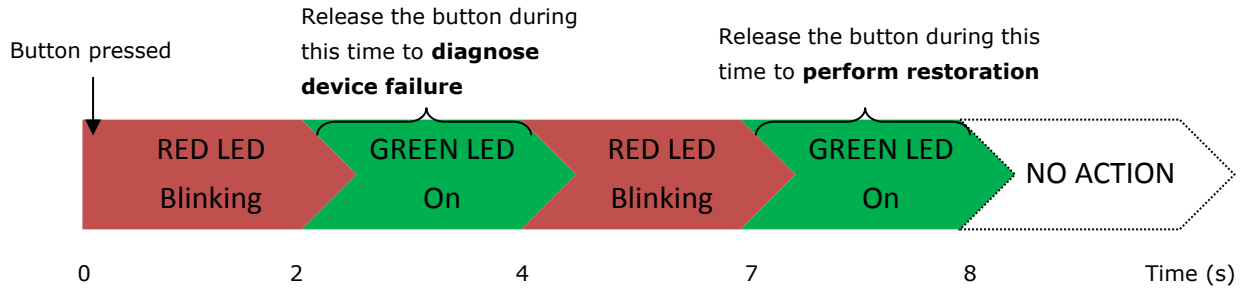 Button pressed
Release the button during
this time to diagnose
device failure
Release the button during this
time to perform restoration
RED LED
Blinking
GREEN LED
On
RED LED
Blinking
GREEN LED
On
NO ACTION
0
2
4
7
8
Time (s)